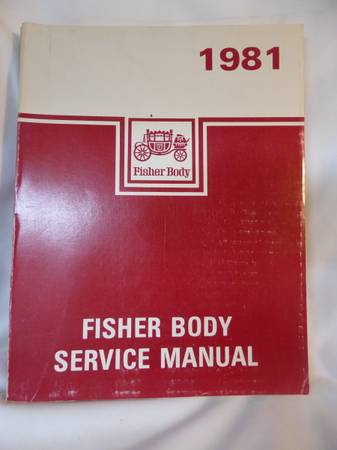 1981
Fisher Body
FISHER BODY
SERVICE MANUAL